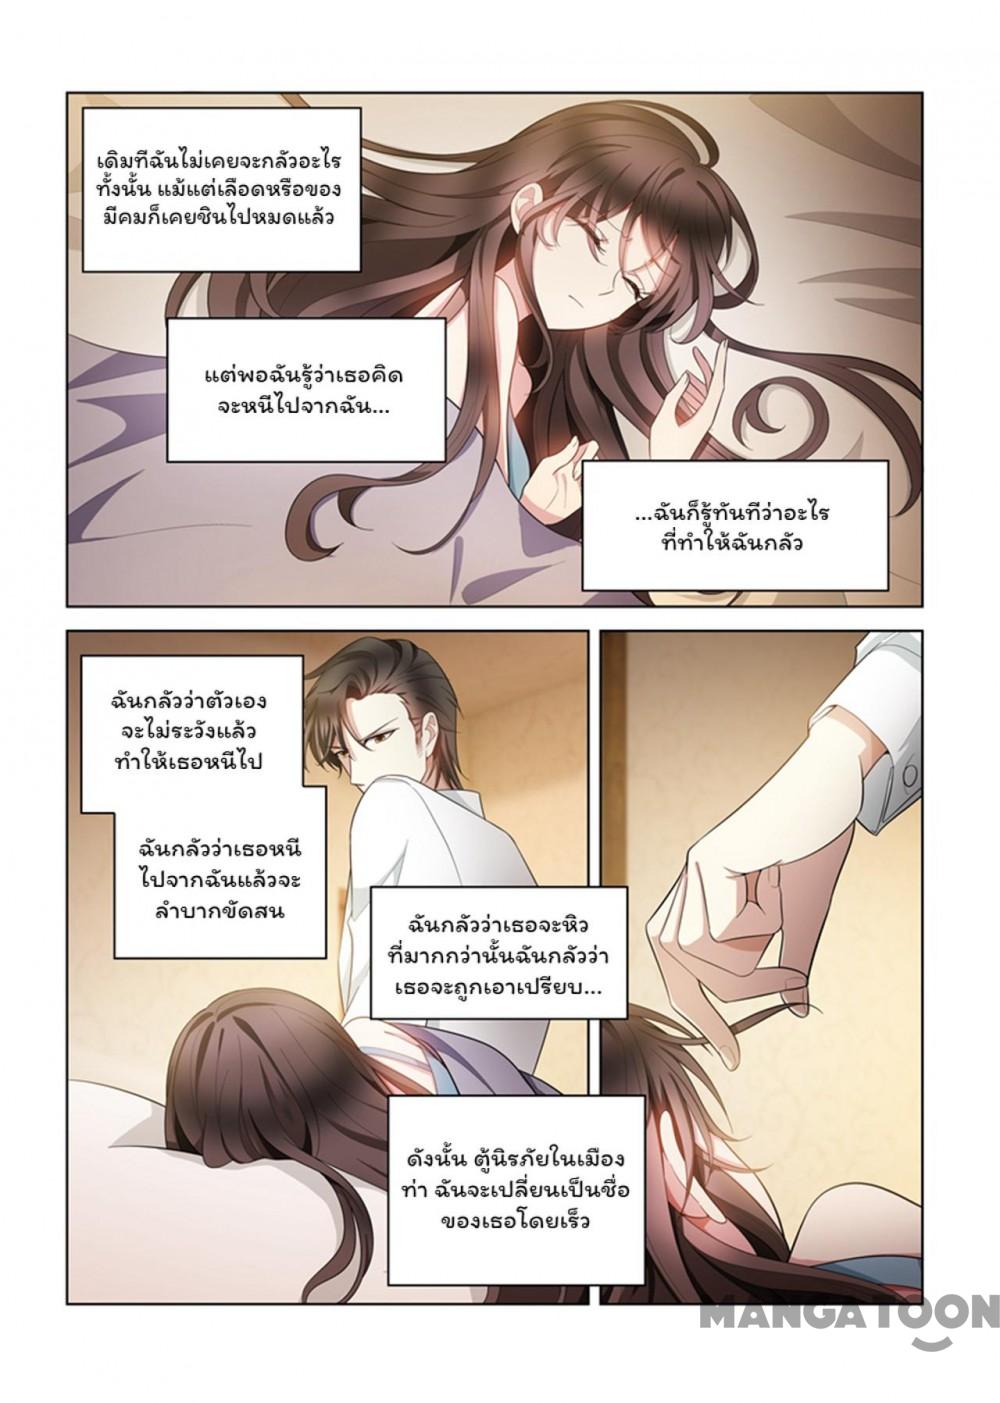 เดิมทีฉันไม่เคยจะกลัวอะไร
ทั้งนั้น แม้แต่เลือดหรือของ
มีคมก็เคยชินไปหมดแล้ว
แต่พอฉันรู้ว่าเธอคิด
จะหนีไปจากฉัน...
...ฉันก็รู้ทันทีว่าอะไร
ที่ทำให้ฉันกลัว
ฉันกลัวว่าตัวเอง
จะไม่ระวังแล้ว
ทำให้เธอหนีไป
ฉันกลัวว่าเธอหนี
ไปจากฉันแล้วจะ
ลำบากขัดสน
ฉันกลัวว่าเธอจะหิว
ที่มากกว่านั้นฉันกลัวว่า
เธอจะถูกเอาเปรียบ...
ดังนั้น ตู้นิรภัยในเมือง
ท่า ฉันจะเปลี่ยนเป็นชื่อ
ของเธอโดยเร็ว
MANGATOON